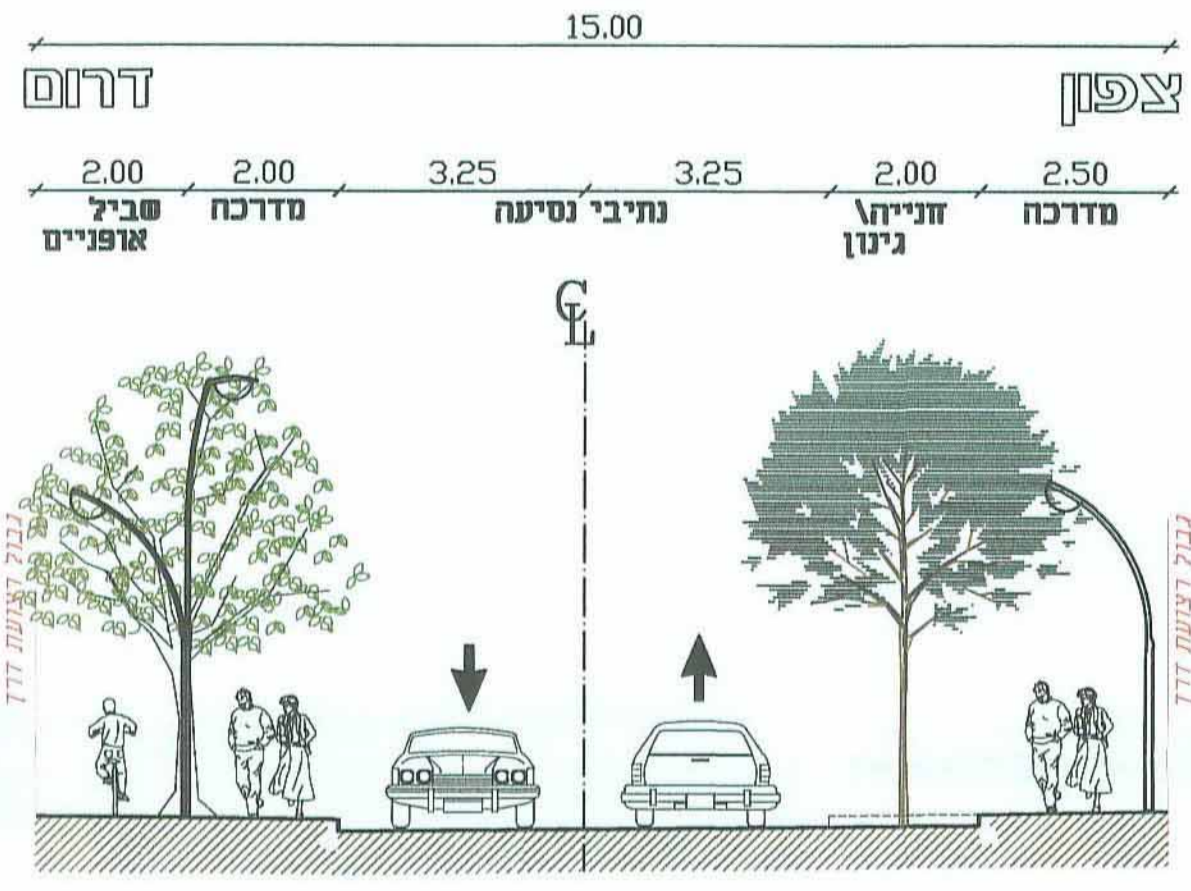 15.00
צפון
דרום
2.50
2.00
3.25
3.25
2.00
2.00
מדרכה
חנייה\
גינון
נתיבי נסיעה
מדרכה
שביל
אופניים
CL
גבול רצועת דרך
גבול רצועת דרך